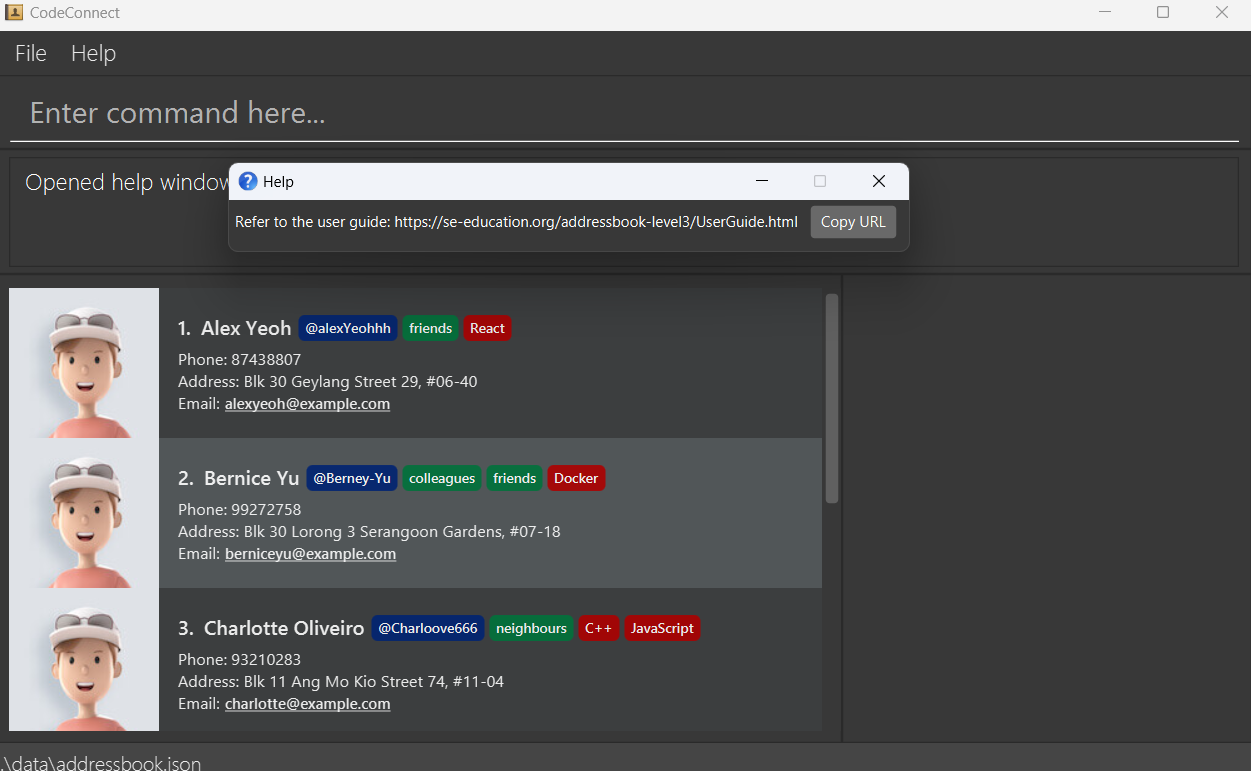 CodeConnect
File Help
Enter command here...
Opened help window
? Help
Refer to the user guide: https://se-education.org/addressbook-level3/UserGuide.html Copy URL
1. Alex Yeoh @alexYeohhh friends React
Phone: 87438807
Address: Blk 30 Geylang Street 29, #06-40
Email: alexyeoh@example.com
2. Bernice Yu @Berney-Yu colleagues friends Docker
Phone: 99272758
Address: Blk 30 Lorong 3 Serangoon Gardens, #07-18
Email: berniceyu@example.com
3. Charlotte Oliveiro @Charloove666 neighbours C++ JavaScript
Phone: 93210283
Address: Blk 11 Ang Mo Kio Street 74, #11-04
Email: charlotte@example.com
.\data\addressbook.json